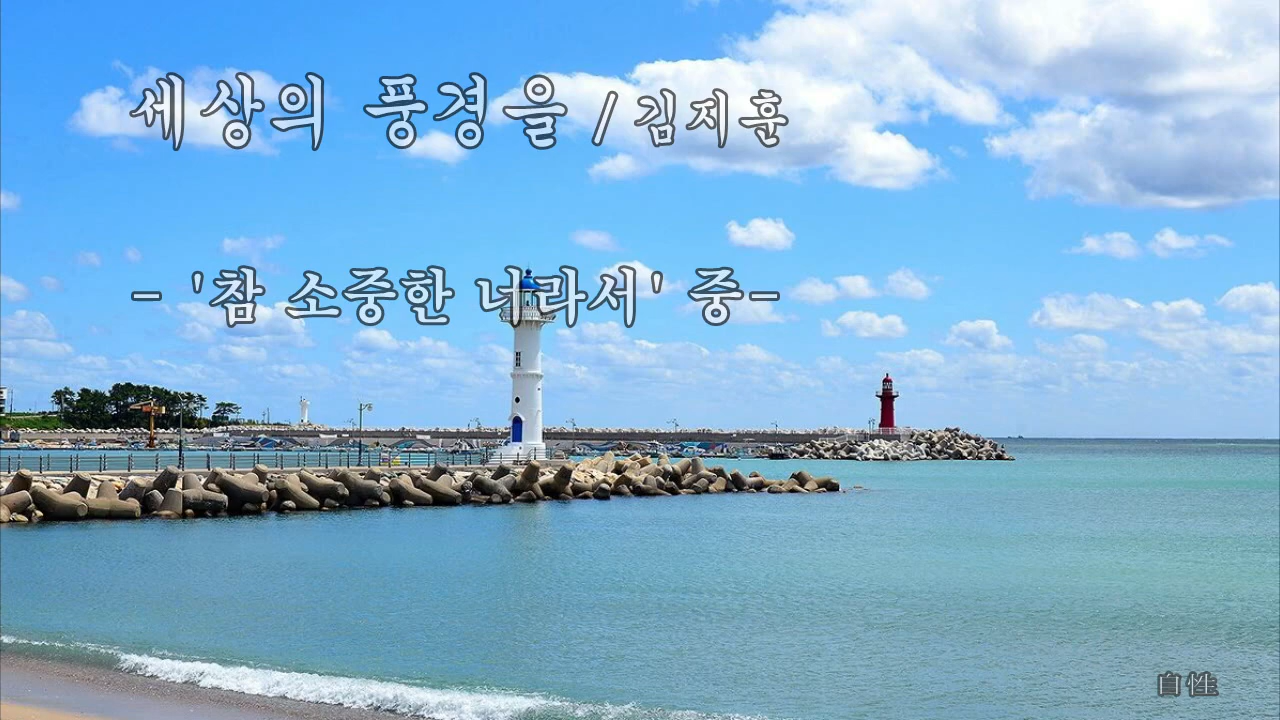 세상의 풍경을 / 김지훈
- '참 소중한 너라서' 중-
自性